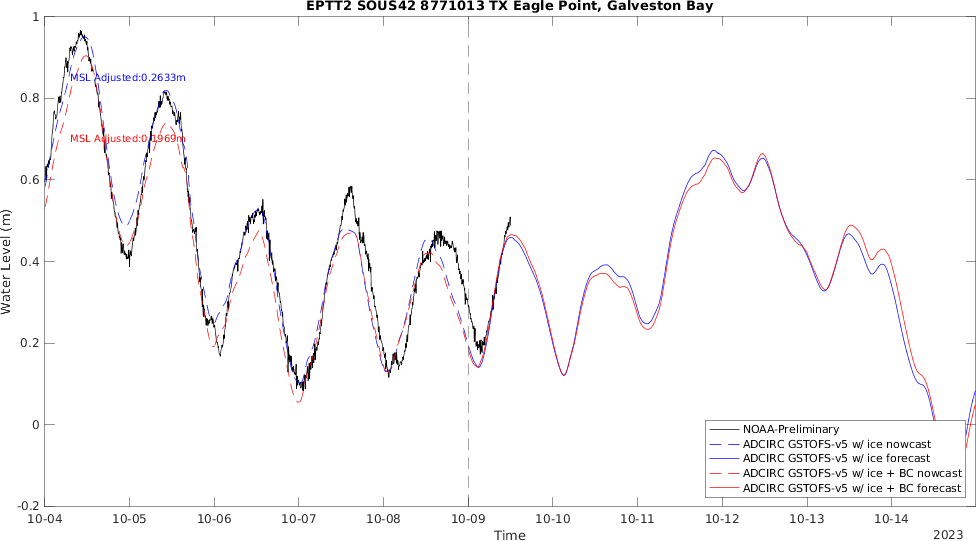 EPTT2 SOUS42 8771013 TX Eagle Point, Galveston Bay
1
0.8
0.6
0.4
0.2
0
-0.2
Water Level (m)
MSL Adjusted:0.2633m
MSL Adjusted:0.1969m
NOAA-Preliminary
ADCIRC GSTOFS-v5 w/ ice nowcast
ADCIRC GSTOFS-v5 w/ ice forecast
ADCIRC GSTOFS-v5 w/ ice + BC nowcast
ADCIRC GSTOFS-v5 w/ ice + BC forecast
10-04 10-05 10-06 10-07 10-08 10-09 10-10 10-11 10-12 10-13 10-14
Time
2023